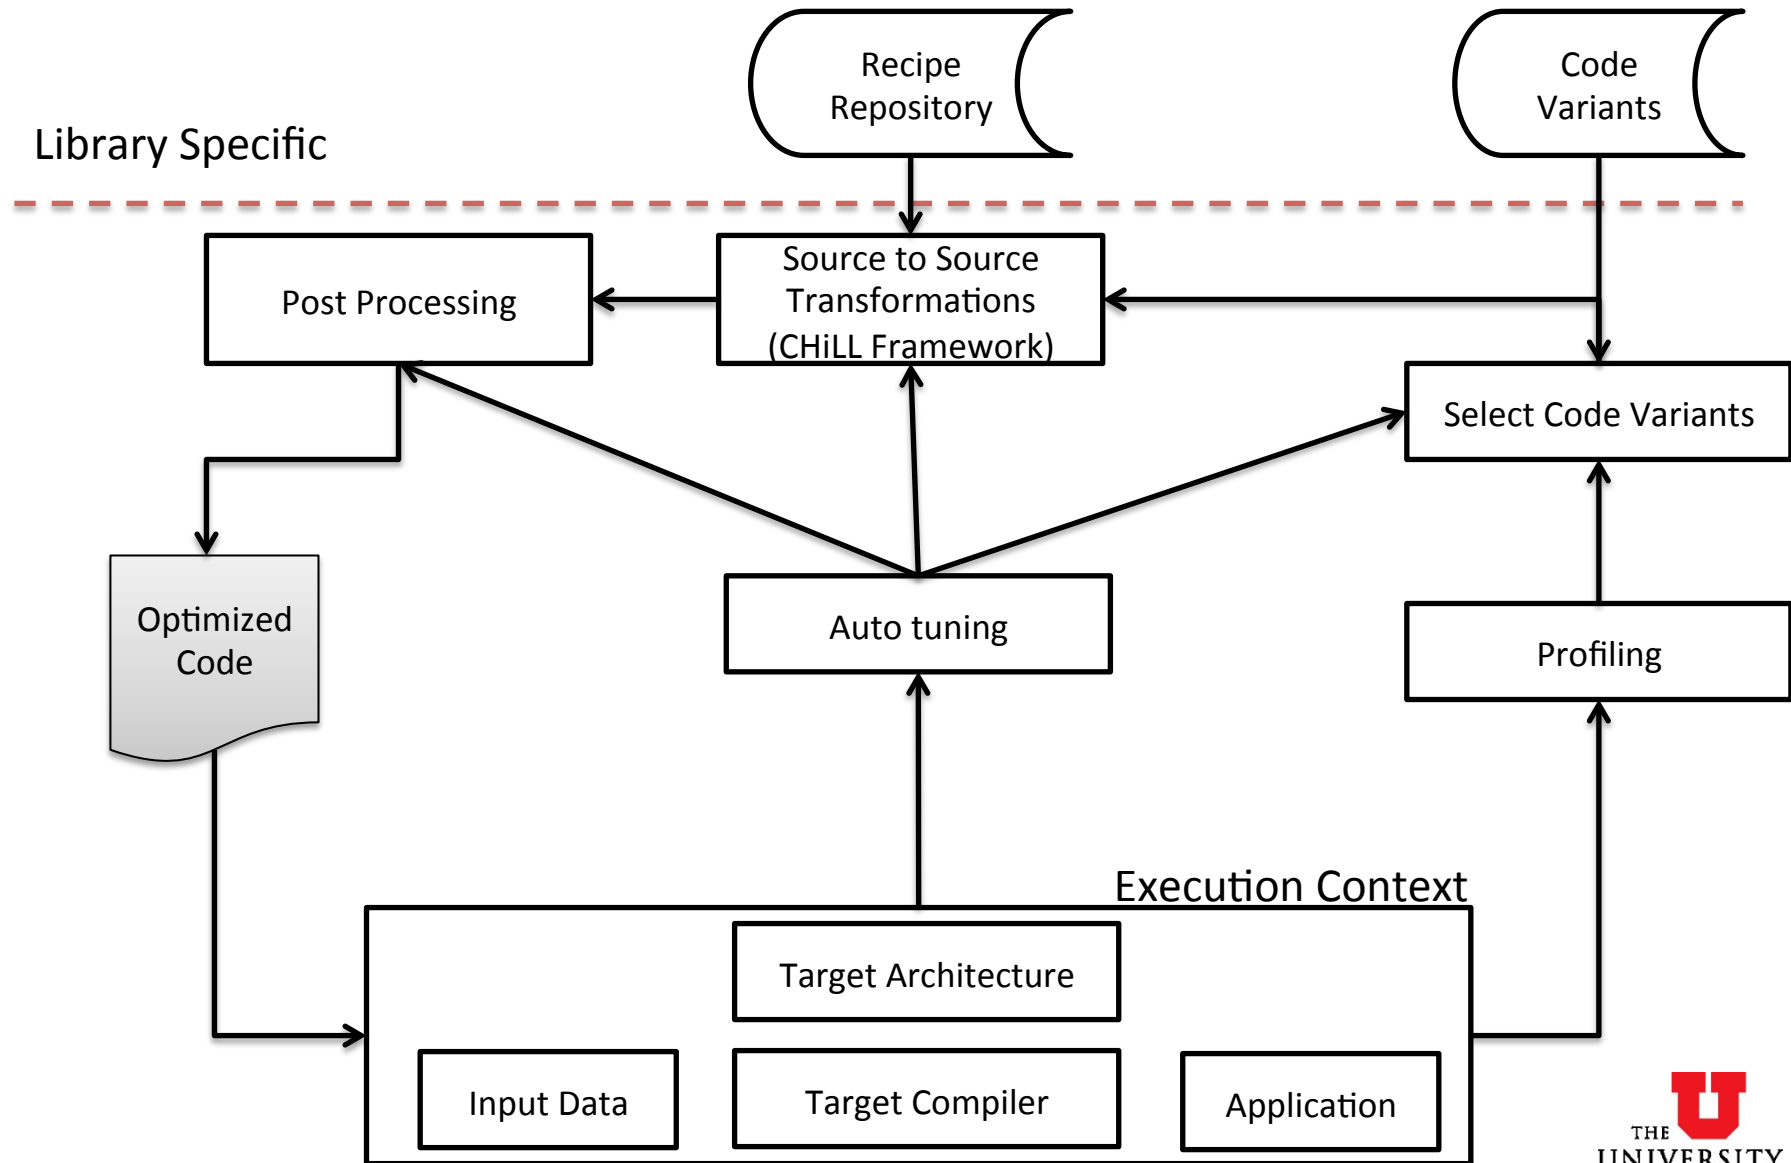 Recipe
Repository
Code
Variants
Library Specific
Post Processing
Source to Source
Transformations
(CHiLL Framework)
Select Code Variants
Optimized
Code
Auto tuning
Profiling
Execution Context
Target Architecture
Input Data
Target Compiler
Application
THE
UNIVERSITY